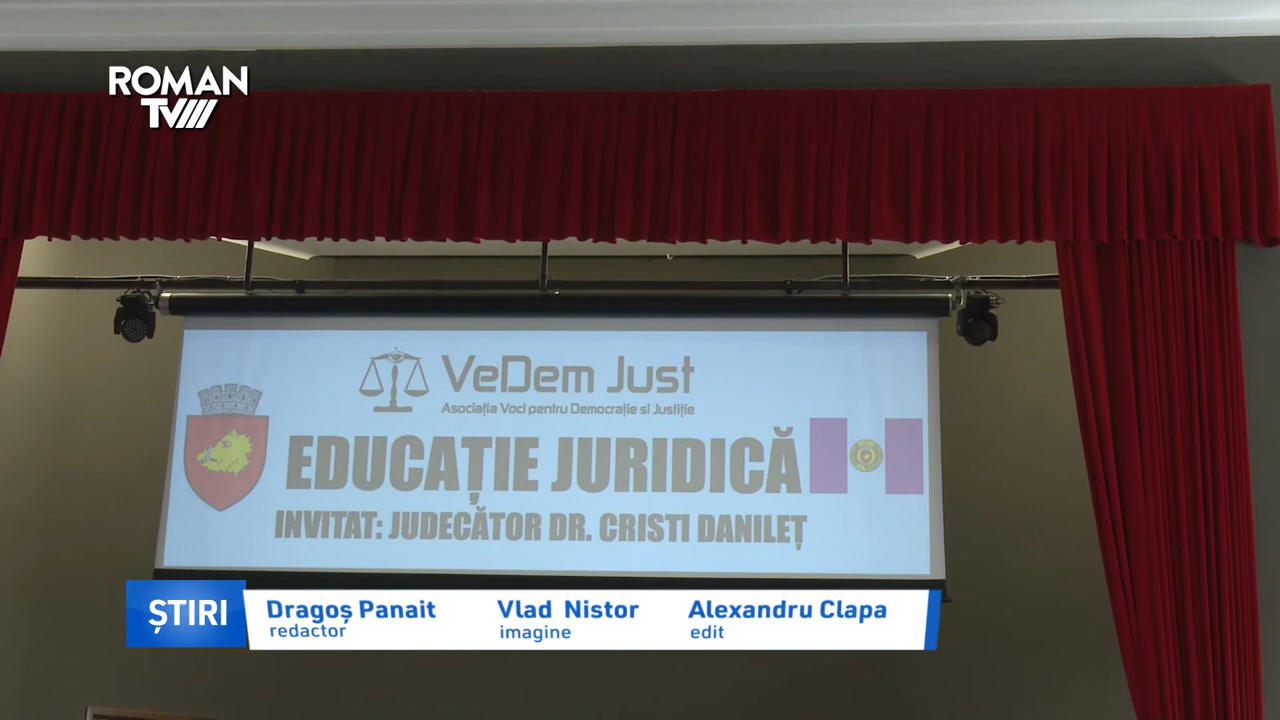 ROMAN
TV
VeDem Just
Asociația Voci pentru Democrație si Justiție
EDUCAȚIE JURIDICĂ
INVITAT: JUDECĂTOR DR. CRISTI DANILEȚ
ȘTIRI
Dragoș Panait
redactor
Vlad Nistor
imagine
Alexandru Clapa
edit